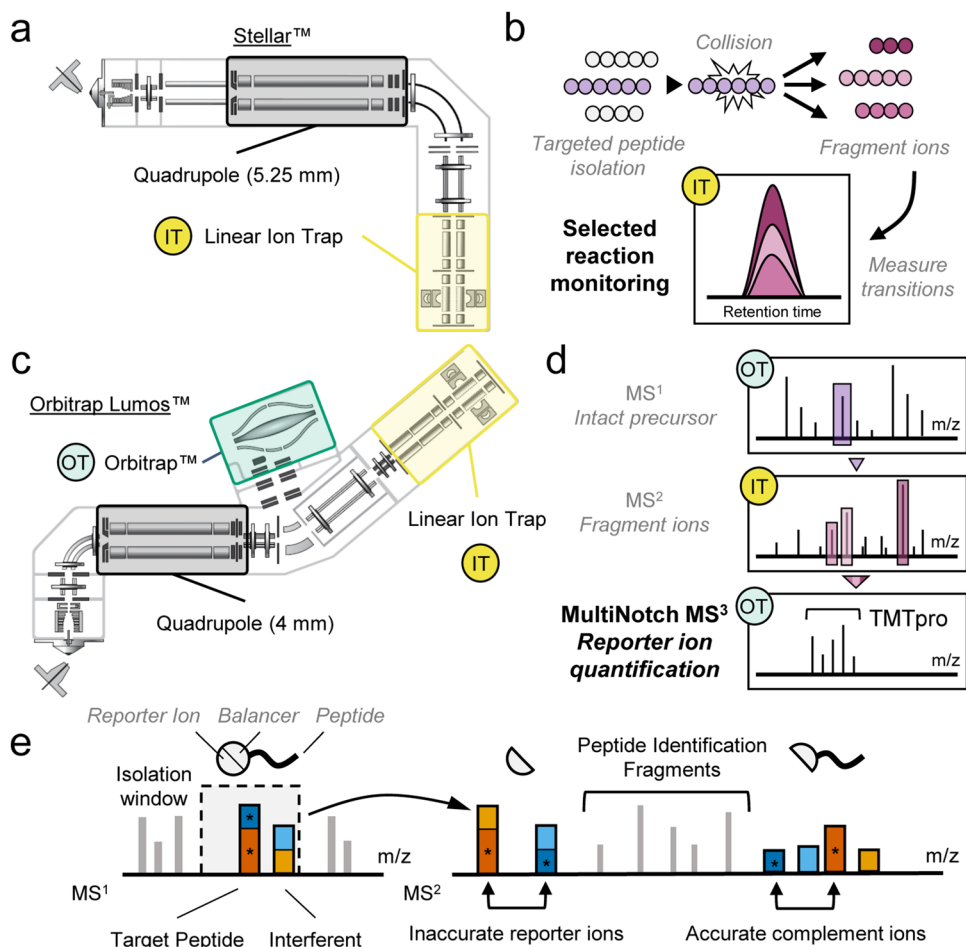 a
Stellar™
Quadrupole (5.25 mm)
IT Linear Ion Trap
b
Collision
Targeted peptide
isolation
Fragment ions
IT
Selected
reaction
monitoring
Measure
transitions
Retention time
c
Orbitrap Lumos™
OT Orbitrap™
Linear Ion Trap
IT
Quadrupole (4 mm)
d
OT
MS¹
Intact precursor
m/z
IT
MS²
Fragment ions
m/z
OT
MultiNotch MS³
Reporter ion
quantification
TMTpro
m/z
e
Reporter Ion Balancer Peptide
Isolation
window
* *
m/z
MS¹
Target Peptide Interferent
Peptide Identification
Fragments
* * * *
m/z
MS²
Inaccurate reporter ions Accurate complement ions